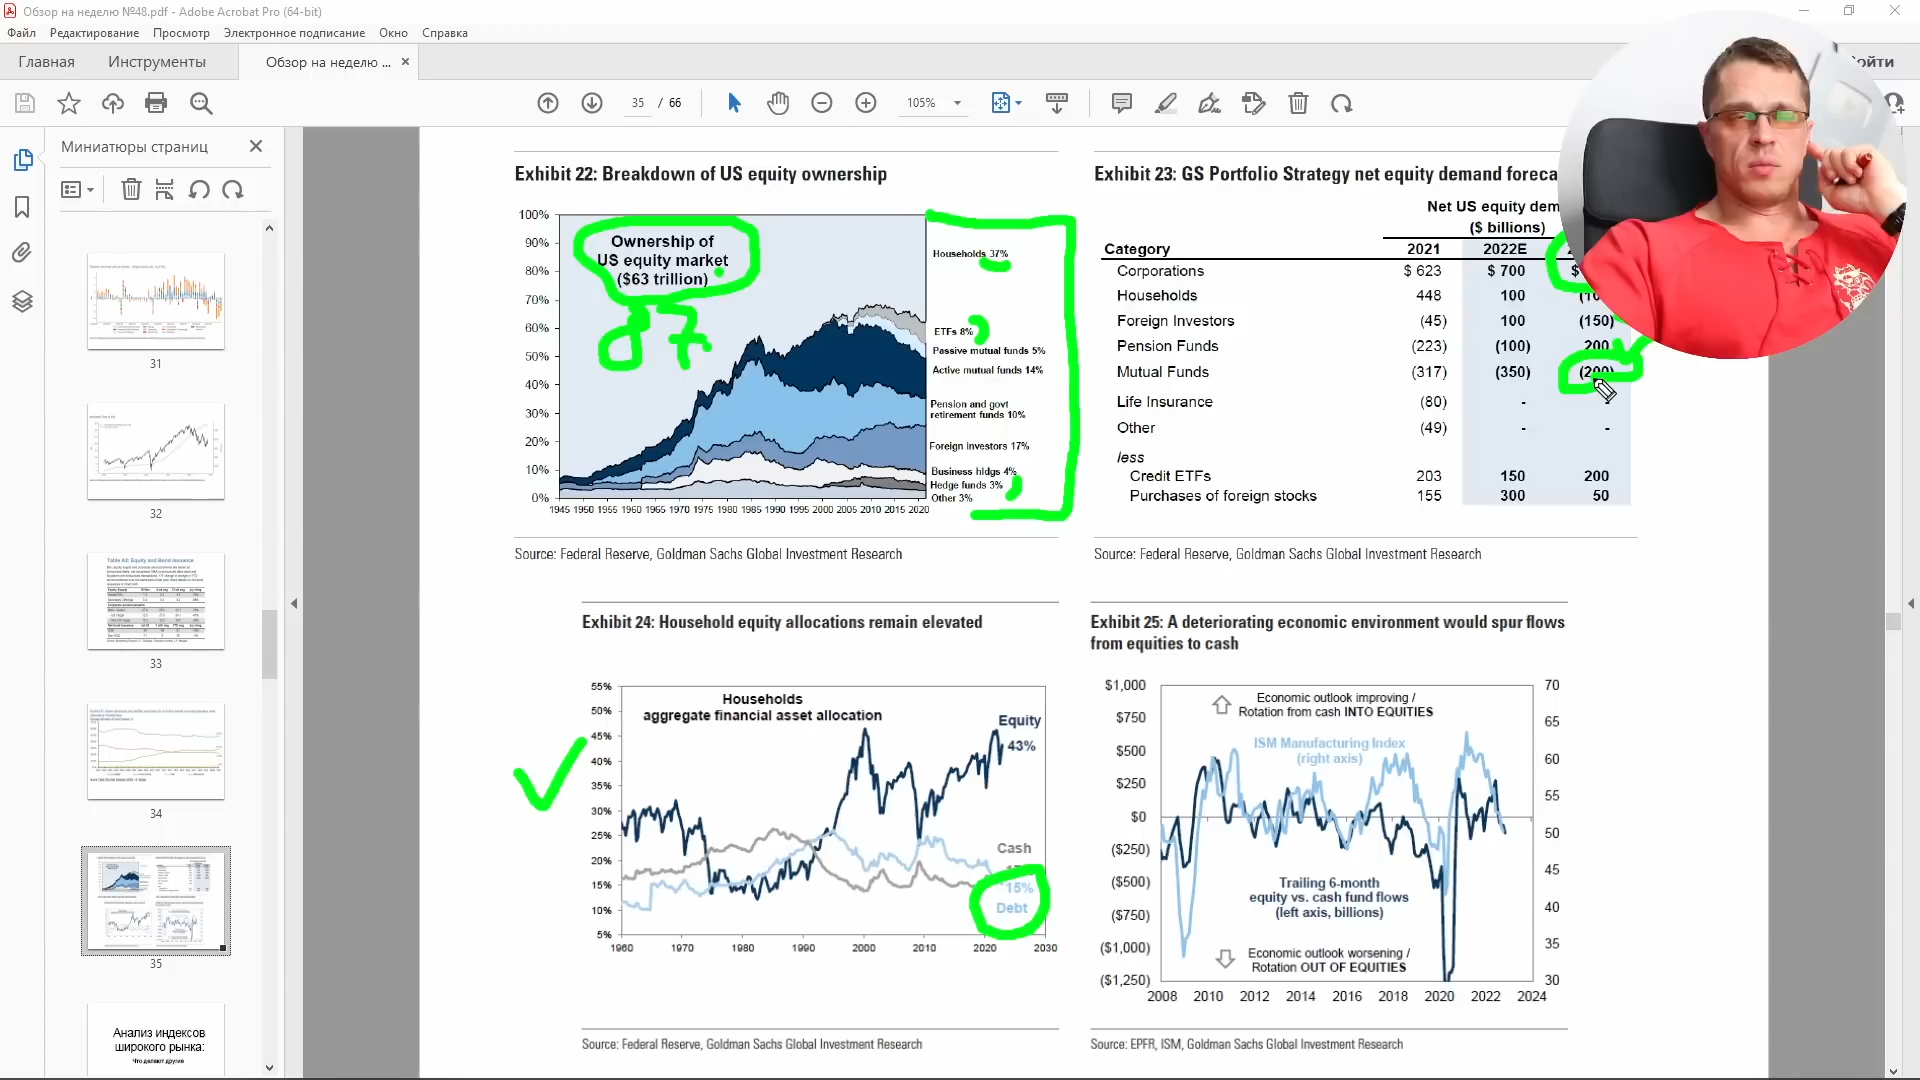 Обзор на неделю №48.pdf - Adobe Acrobat Pro (64-bit)
Файл Редактирование Просмотр Электронное подписание Окно Справка
Главная Инструменты Обзор на неделю ...
35 / 66 105%
Миниатюры страниц
31
32
Table A2: Equity and Bond issuance
33
34
35
Анализ индексов
широкого рынка:
Что делают другие
Exhibit 22: Breakdown of US equity ownership
100%
90%
80%
70%
60%
50%
40%
30%
20%
10%
0%
Ownership of
US equity market
($63 trillion)
87
Households 37%
ETFs 8%
Passive mutual funds 5%
Active mutual funds 14%
Pension and govt
retirement funds 10%
Foreign investors 17%
Business hldgs 4%
Hedge funds 3%
Other 3%
1945 1950 1955 1960 1965 1970 1975 1980 1985 1990 1995 2000 2005 2010 2015 2020
Source: Federal Reserve, Goldman Sachs Global Investment Research
Exhibit 23: GS Portfolio Strategy net equity demand foreca
Net US equity dem
($ billions)
Category 2021 2022E
Corporations $ 623 $ 700 $
Households 448 100
Foreign Investors (45) 100 (150)
Pension Funds (223) (100) 200
Mutual Funds (317) (350) (200)
Life Insurance (80) - -
Other (49) - -
less
Credit ETFs 203 150 200
Purchases of foreign stocks 155 300 50
Source: Federal Reserve, Goldman Sachs Global Investment Research
Exhibit 24: Household equity allocations remain elevated
55%
50%
45%
40%
35%
30%
25%
20%
15%
10%
5%
Households
aggregate financial asset allocation
Equity
43%
Cash
15%
Debt
1960 1970 1980 1990 2000 2010 2020 2030
Source: Federal Reserve, Goldman Sachs Global Investment Research
Exhibit 25: A deteriorating economic environment would spur flows
from equities to cash
$1,000
$750
$500
$250
$0
($250)
($500)
($750)
($1,000)
($1,250)
Economic outlook improving /
Rotation from cash INTO EQUITIES
ISM Manufacturing Index
(right axis)
Trailing 6-month
equity vs. cash fund flows
(left axis, billions)
Economic outlook worsening /
Rotation OUT OF EQUITIES
70
65
60
55
50
45
40
35
30
2008 2010 2012 2014 2016 2018 2020 2022 2024
Source: EPFR, ISM, Goldman Sachs Global Investment Research